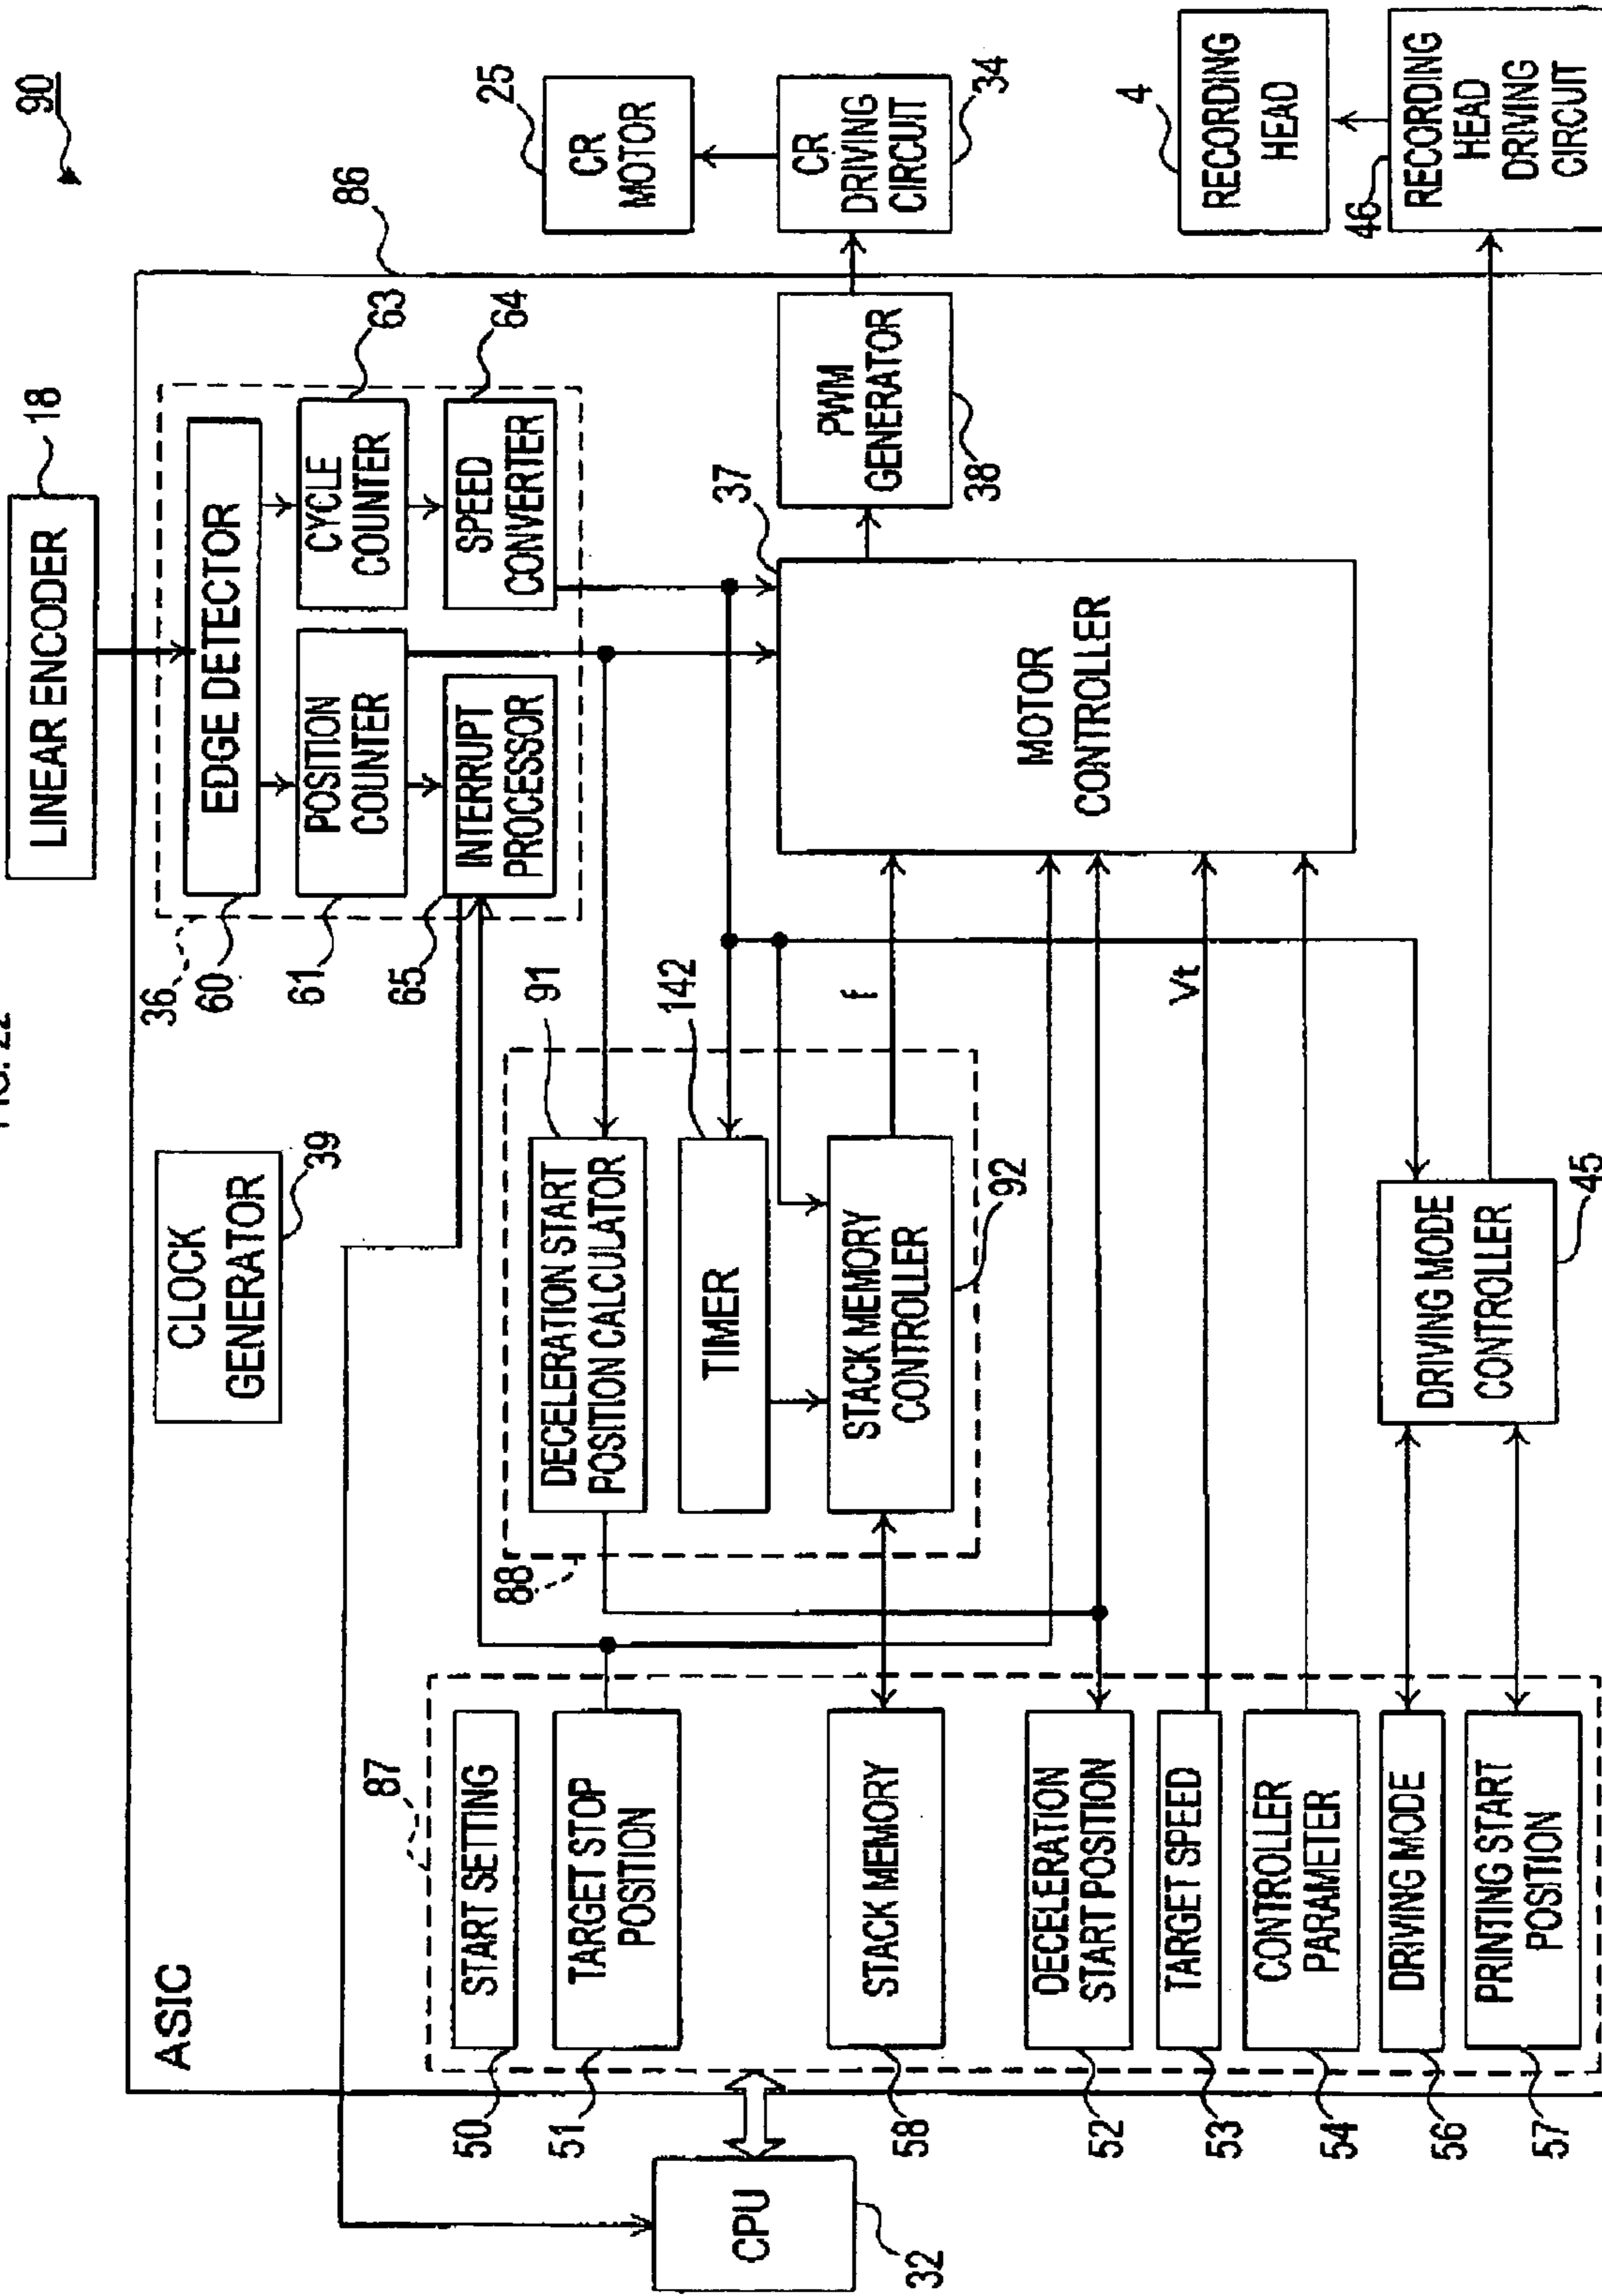 FIG. 22
90
LINEAR ENCODER
18
ASIC
86
CLOCK
GENERATOR
39
36
EDGE DETECTOR
60
POSITION
COUNTER
61
CYCLE
COUNTER
63
INTERRUPT
PROCESSOR
65
SPEED
CONVERTER
64
CPU
32
87
START SETTING
50
TARGET STOP
POSITION
51
STACK MEMORY
58
DECELERATION
START POSITION
52
TARGET SPEED
53
CONTROLLER
PARAMETER
54
DRIVING MODE
56
PRINTING START
POSITION
57
88
DECELERATION START
POSITION CALCULATOR
91
TIMER
142
STACK MEMORY
CONTROLLER
92
f
Vt
MOTOR
CONTROLLER
37
PWM
GENERATOR
38
CR
MOTOR
25
CR
DRIVING
CIRCUIT
34
DRIVING MODE
CONTROLLER
45
RECORDING
HEAD
4
RECORDING
HEAD
DRIVING
CIRCUIT
46